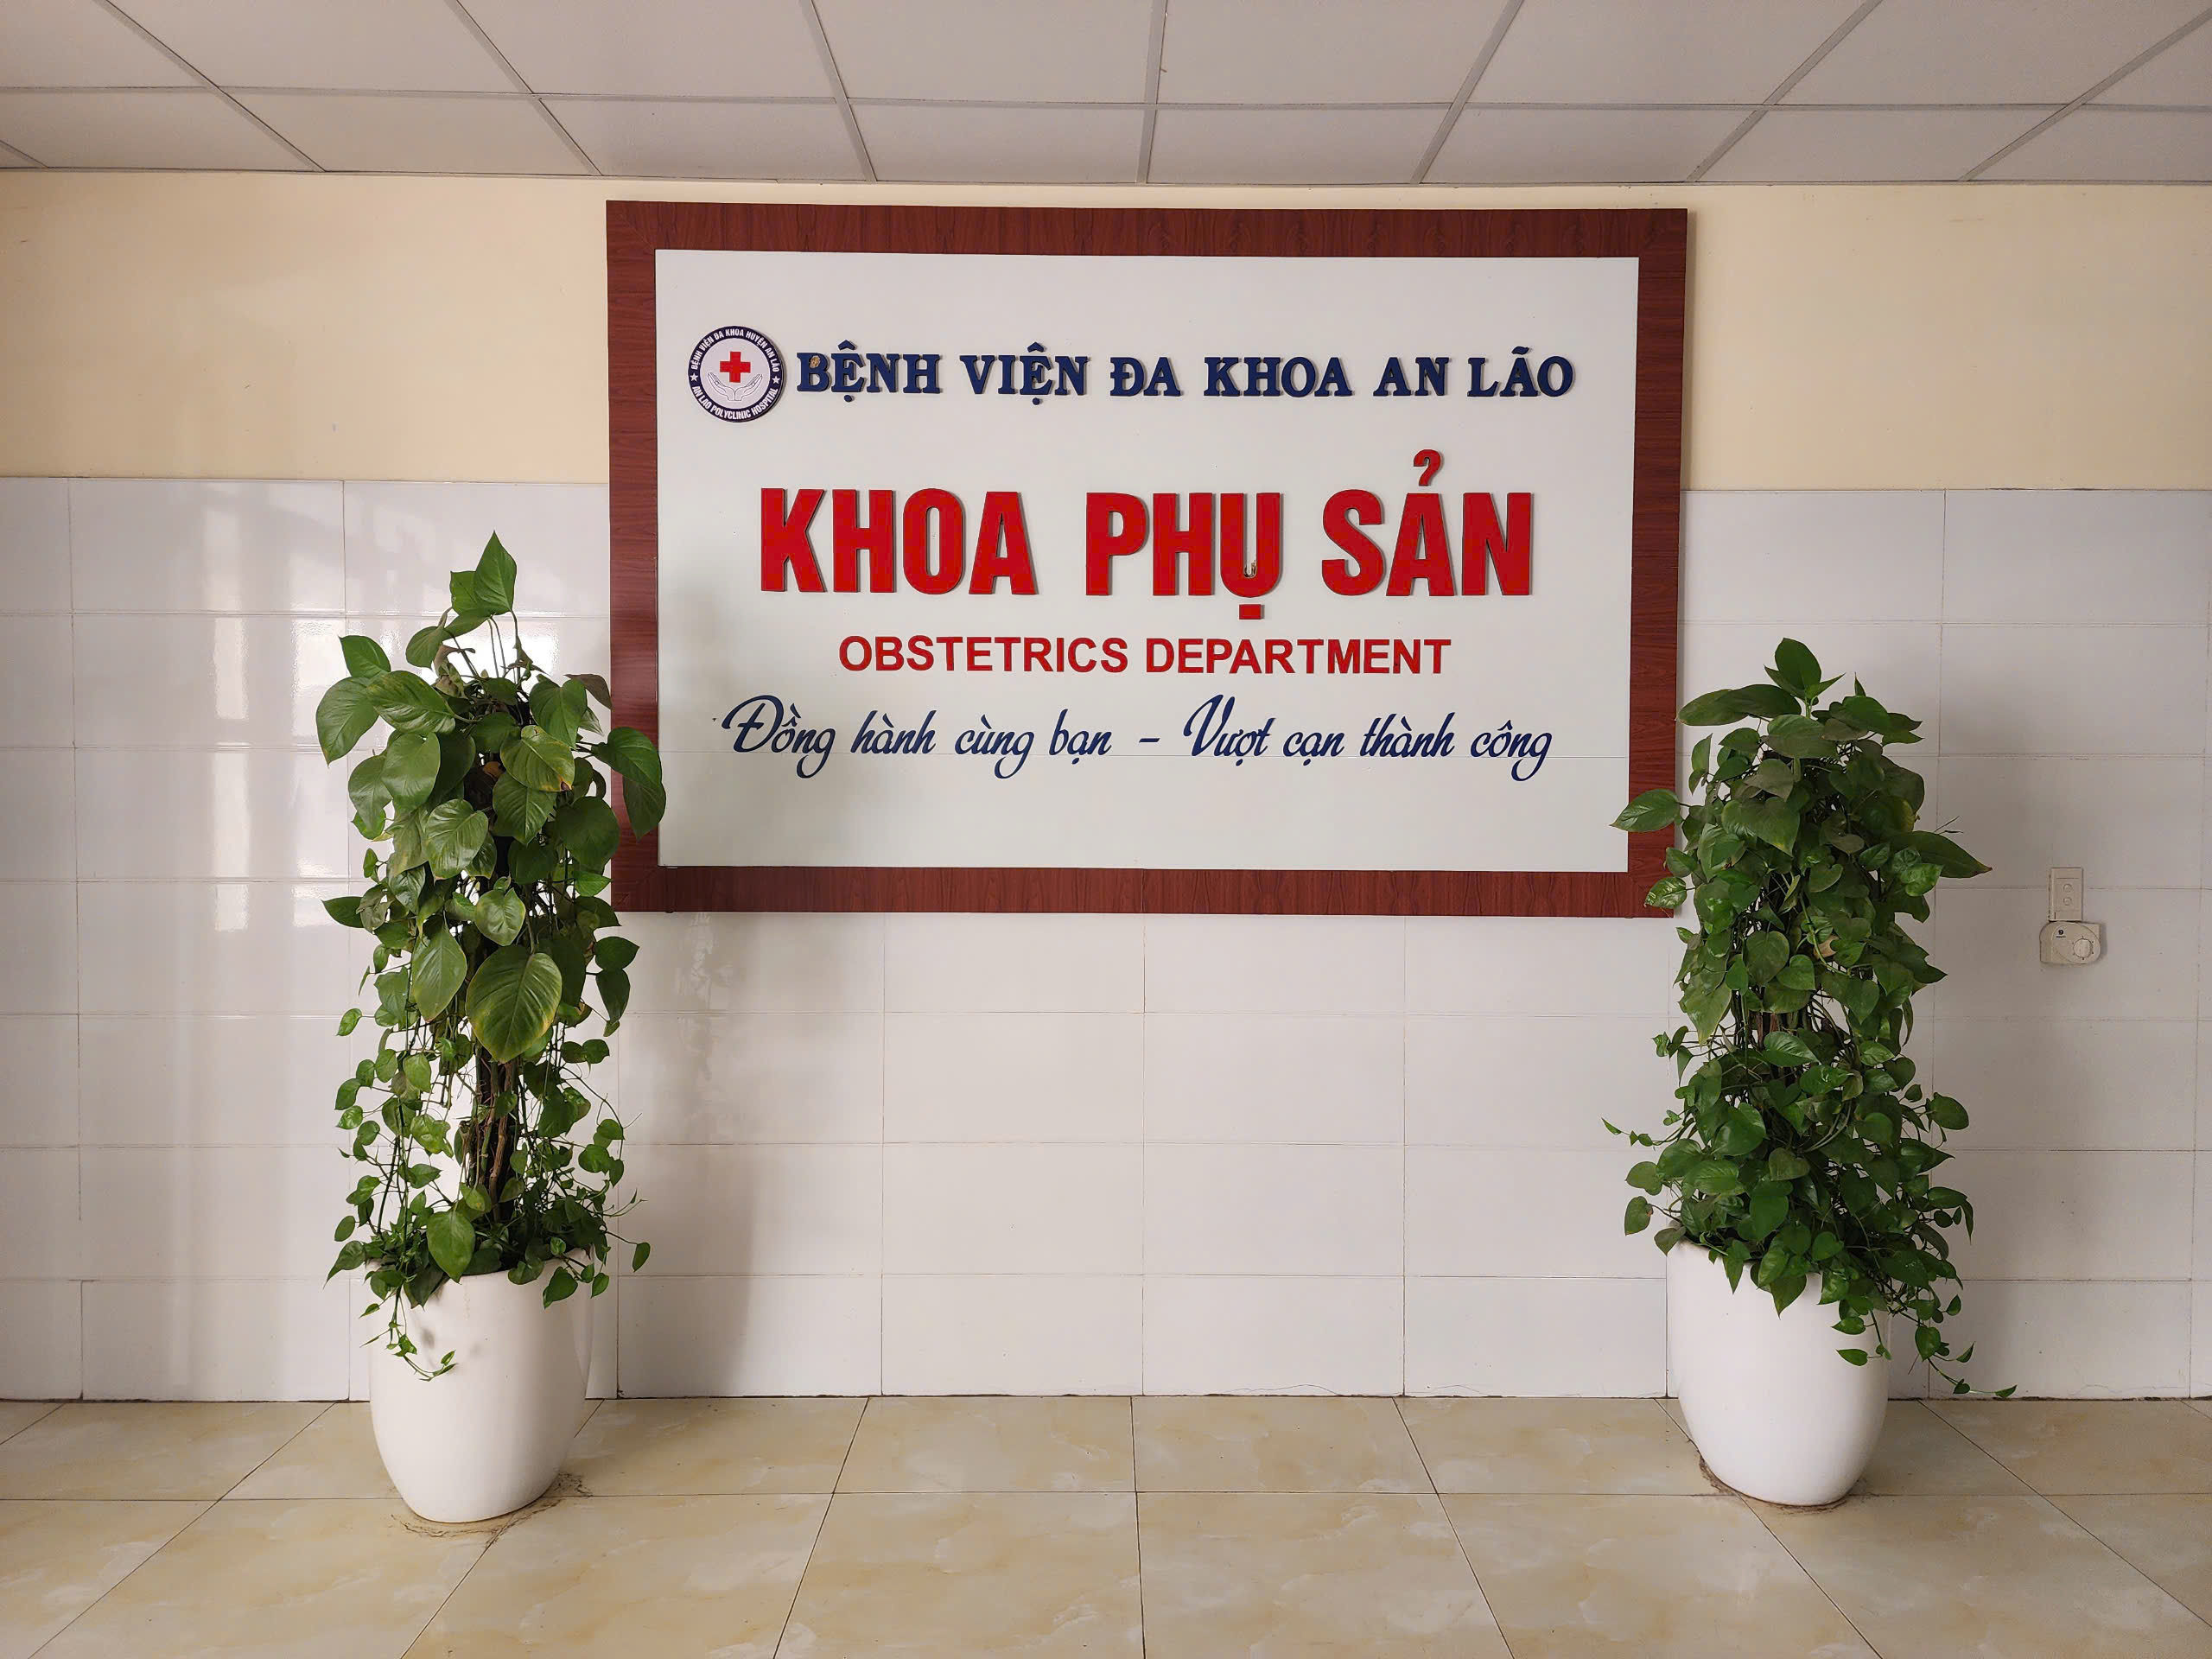 BỆNH VIỆN ĐA KHOA HUYỆN AN LÃO
AN LAO POLYCLINIC HOSPITAL
BỆNH VIỆN ĐA KHOA AN LÃO
KHOA PHỤ SẢN
OBSTETRICS DEPARTMENT
Đồng hành cùng bạn - Vượt cạn thành công